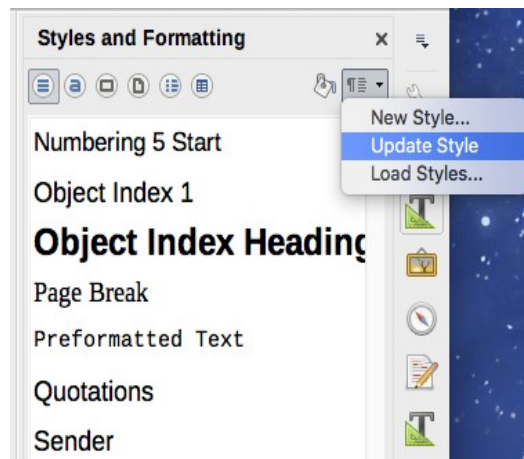 Styles and Formatting
New Style...
Update Style
Load Styles...
Numbering 5 Start
Object Index 1
Object Index Heading
Page Break
Preformatted Text
Quotations
Sender